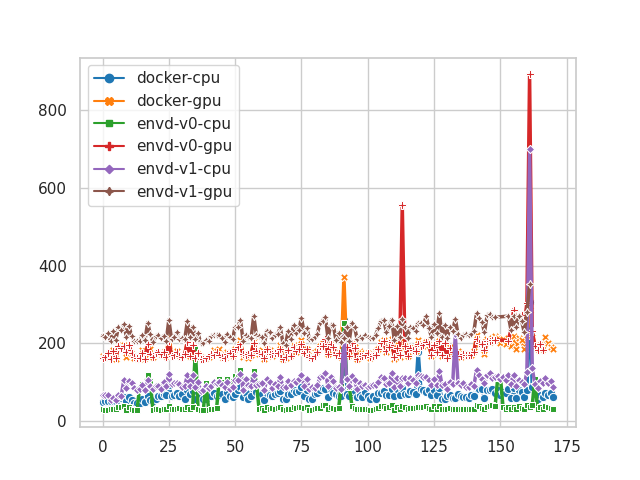 docker-cpu
docker-gpu
envd-v0-cpu
envd-v0-gpu
envd-v1-cpu
envd-v1-gpu
800
600
400
200
0
0 25 50 75 100 125 150 175